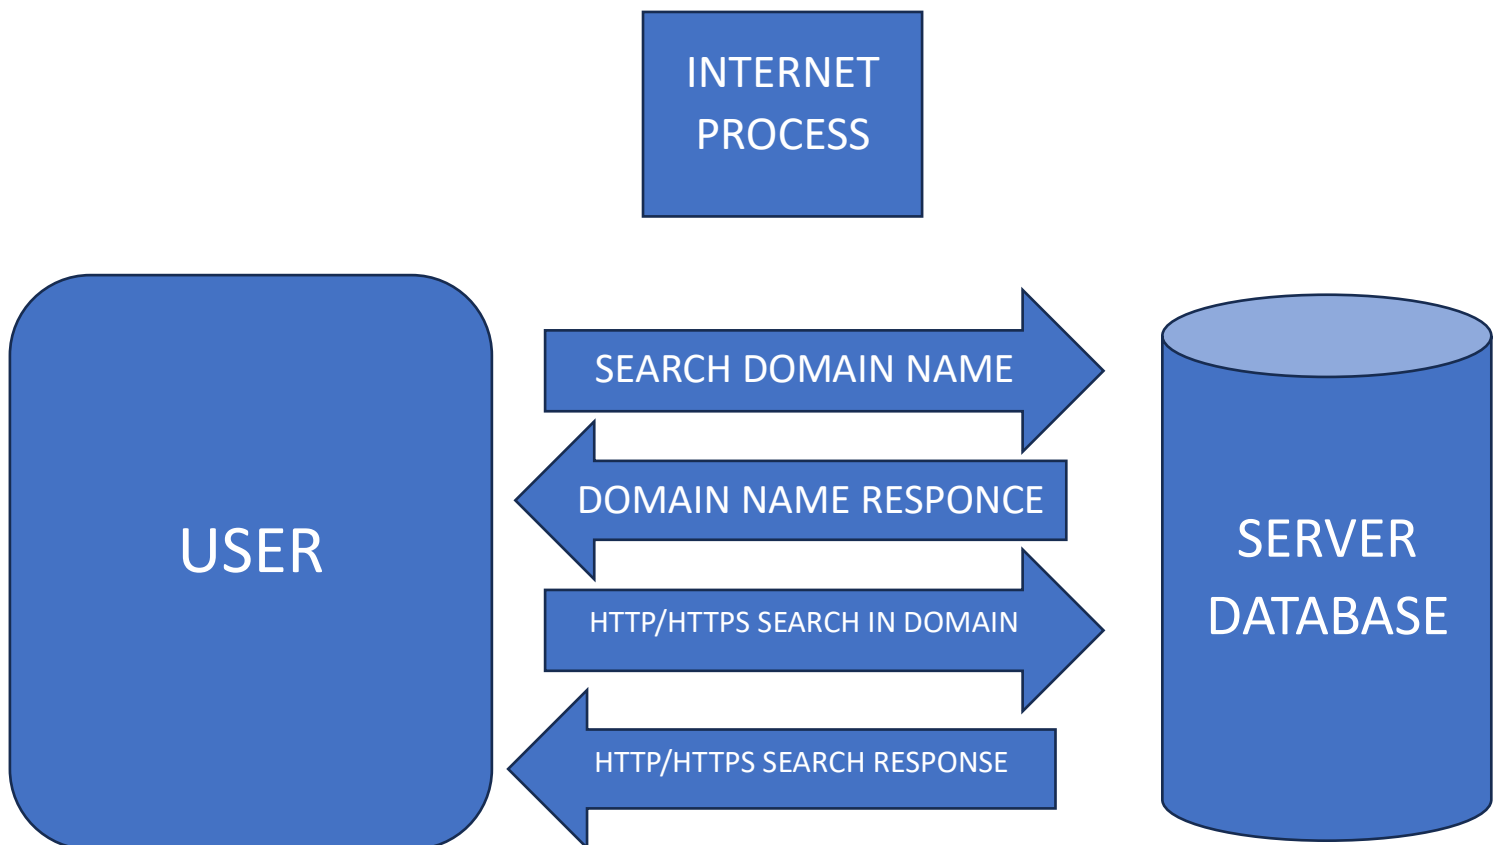 INTERNET
PROCESS
SEARCH DOMAIN NAME
DOMAIN NAME RESPONCE
USER
HTTP/HTTPS SEARCH IN DOMAIN
HTTP/HTTPS SEARCH RESPONSE
SERVER
DATABASE